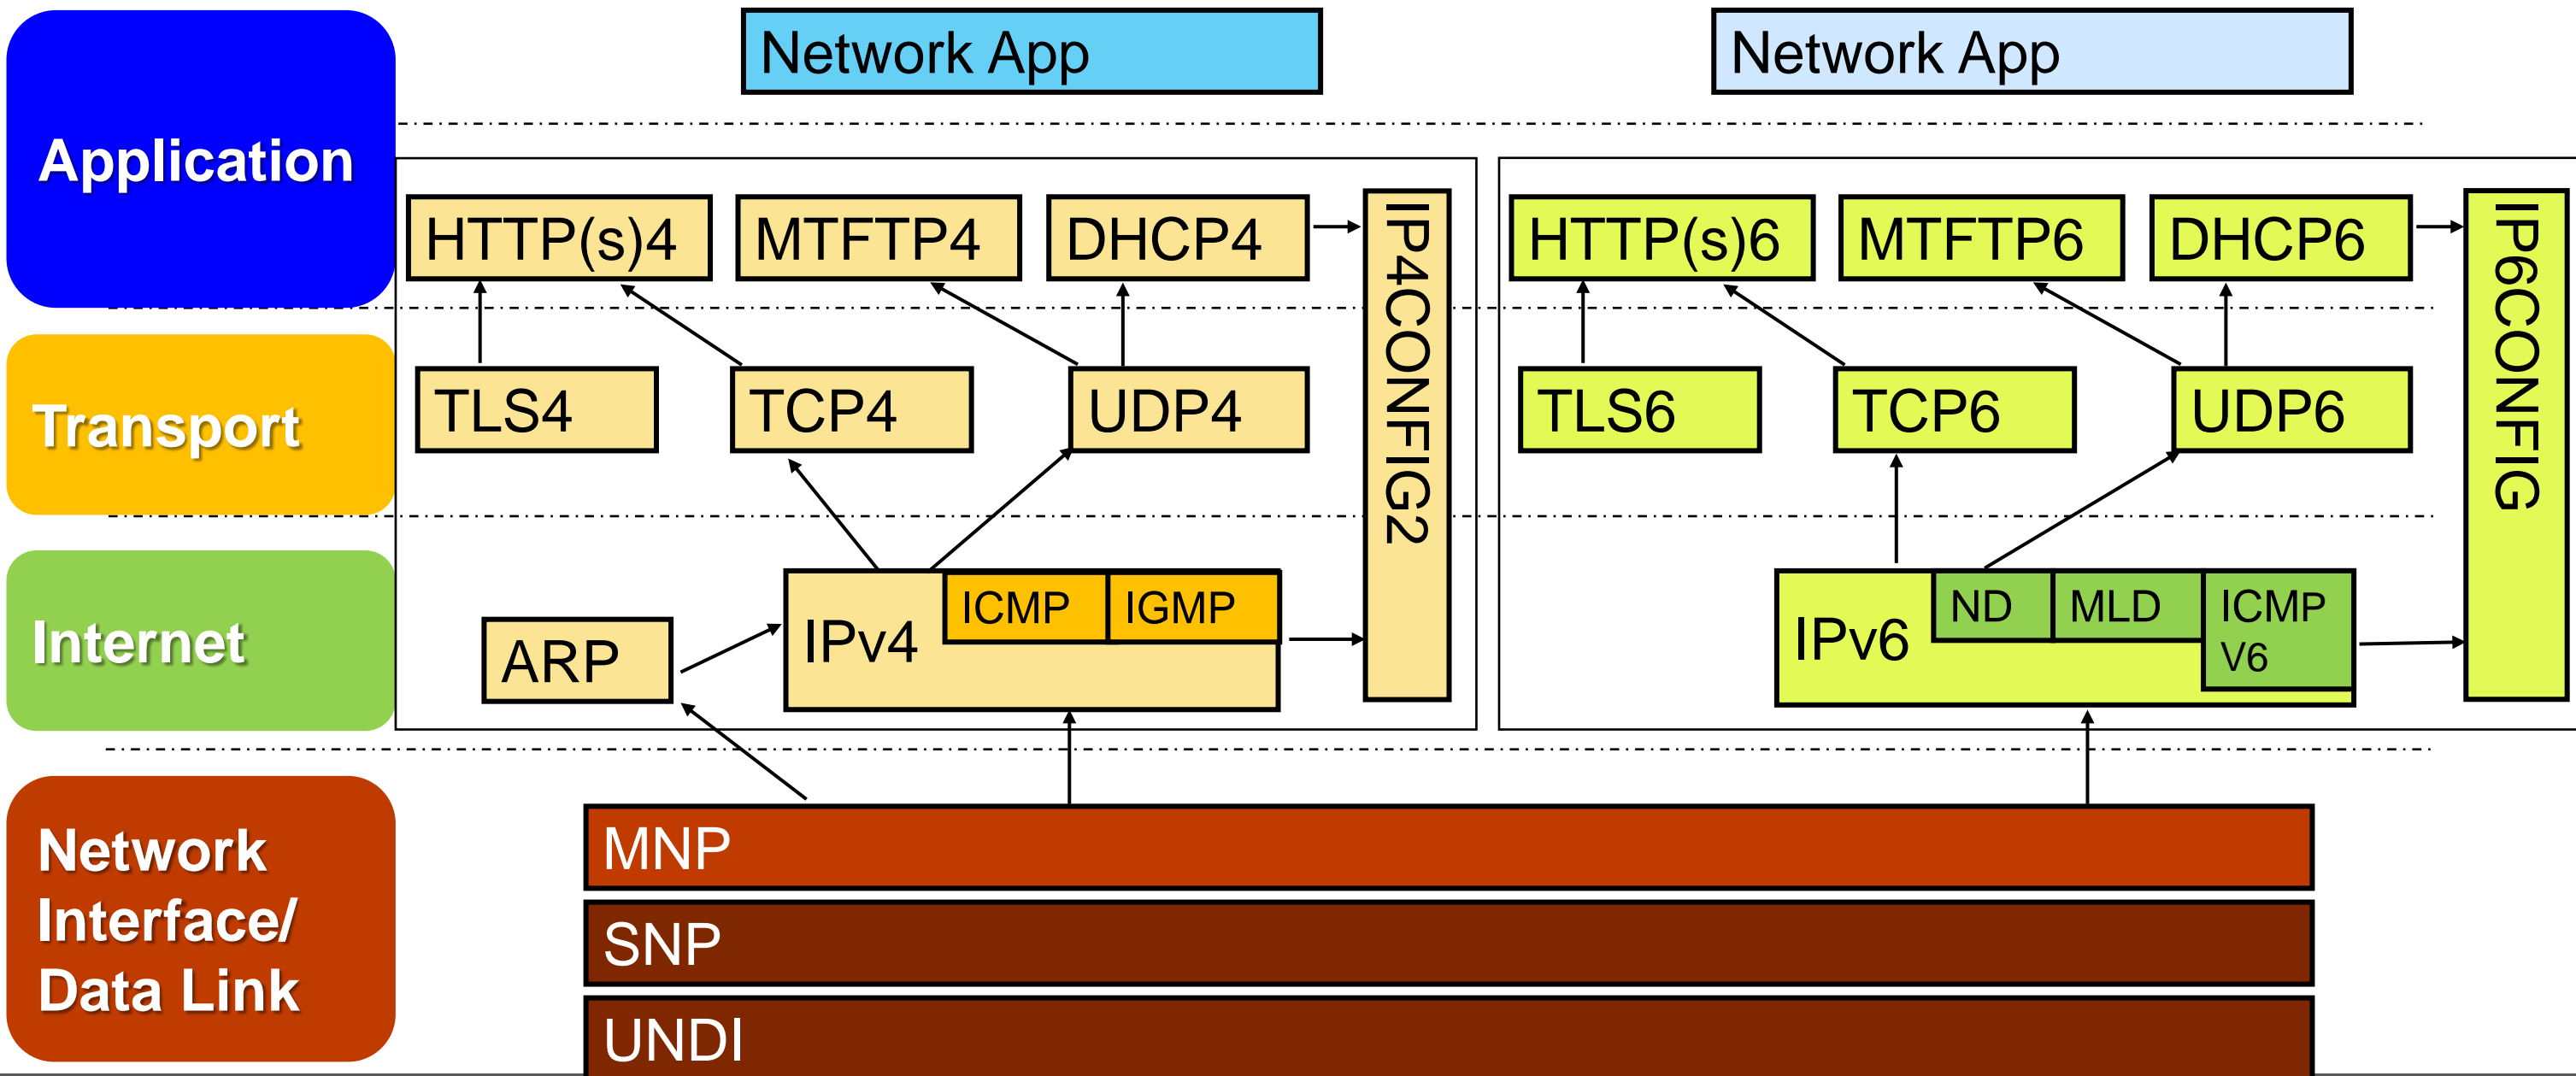 Network App
Network App
Application
HTTP(s)4
MTFTP4
DHCP4
IP4CONFIG2
HTTP(s)6
MTFTP6
DHCP6
IP6CONFIG
Transport
TLS4
TCP4
UDP4
TLS6
TCP6
UDP6
Internet
ARP
IPv4
ICMP
IGMP
IPv6
ND
MLD
ICMP
V6
Network
Interface/
Data Link
MNP
SNP
UNDI